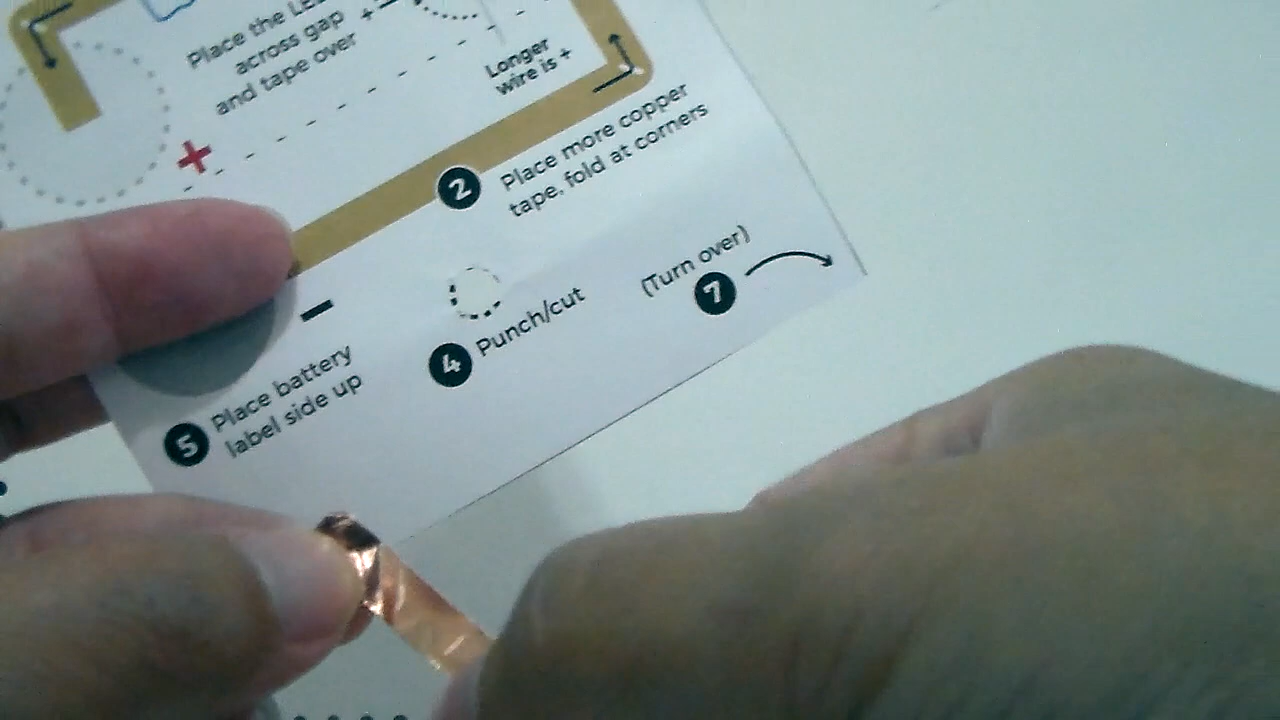 Place the LE
across gap
and tape over
+
Longer
wire is +
+
2 Place more copper
tape, fold at corners
-
(Turn over)
7
4 Punch/cut
5 Place battery
label side up